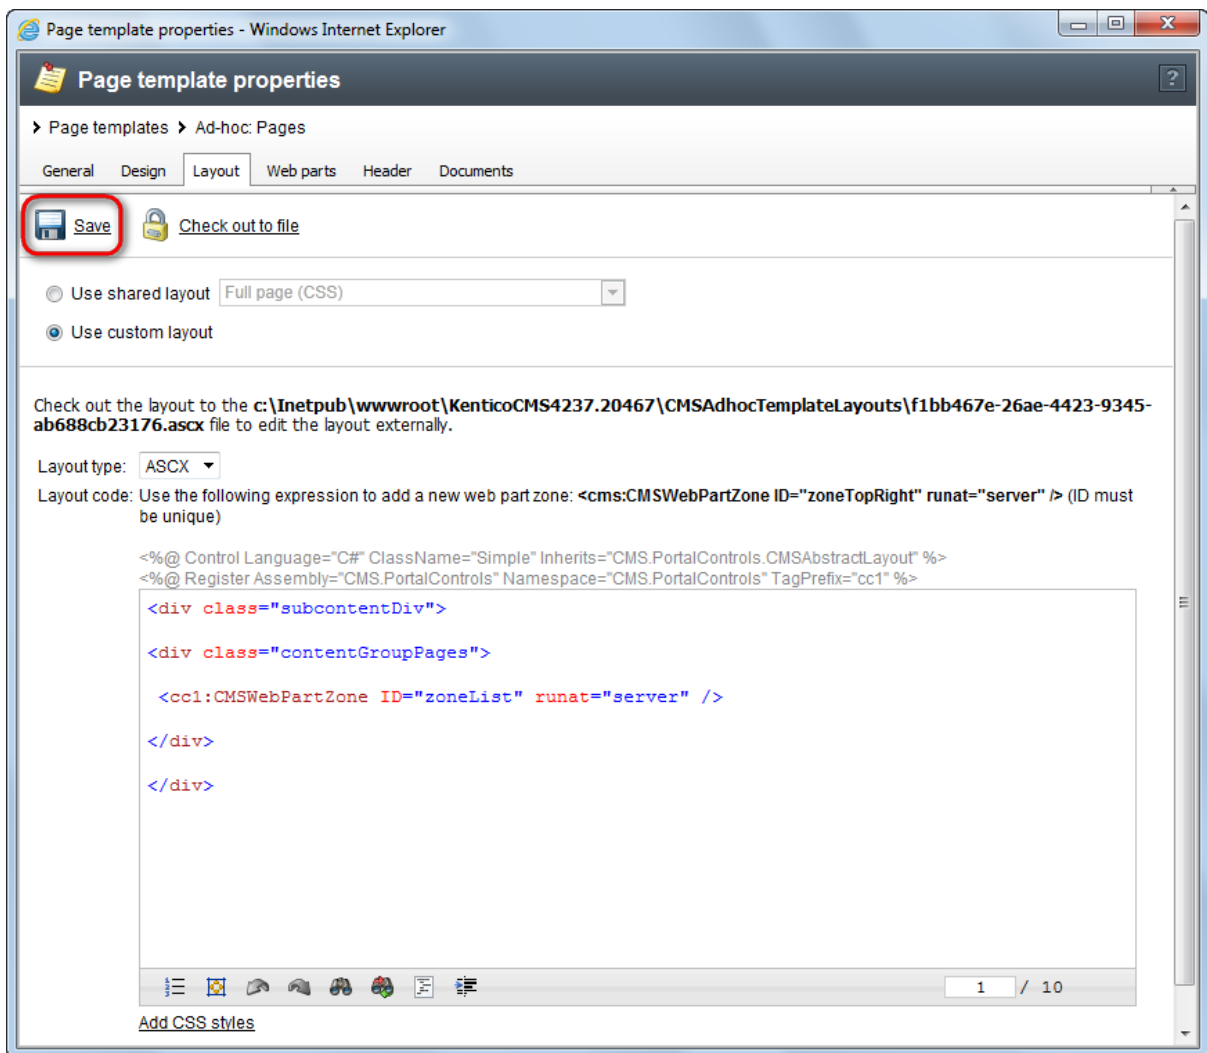 Page template properties - Windows Internet Explorer
Page template properties
?
Page templates Ad-hoc: Pages
General Design Layout Web parts Header Documents
Save Check out to file
Use shared layout Full page (CSS)
Use custom layout
Check out the layout to the c:\Inetpub\wwwroot\KenticoCMS4237.20467\CMSAdhocTemplateLayouts\f1bb467e-26ae-4423-9345-
ab688cb23176.ascx file to edit the layout externally.
Layout type: ASCX
Layout code: Use the following expression to add a new web part zone: <cms:CMSWebPartZone ID="zoneTopRight" runat="server" /> (ID must
be unique)
<%@ Control Language="C#" ClassName="Simple" Inherits="CMS.PortalControls.CMSAbstractLayout" %>
<%@ Register Assembly="CMS.PortalControls" Namespace="CMS.PortalControls" TagPrefix="cc1" %>
<div class="subcontentDiv">
<div class="contentGroupPages">
<cc1:CMSWebPartZone ID="zoneList" runat="server" />
</div>
</div>
1 / 10
Add CSS styles